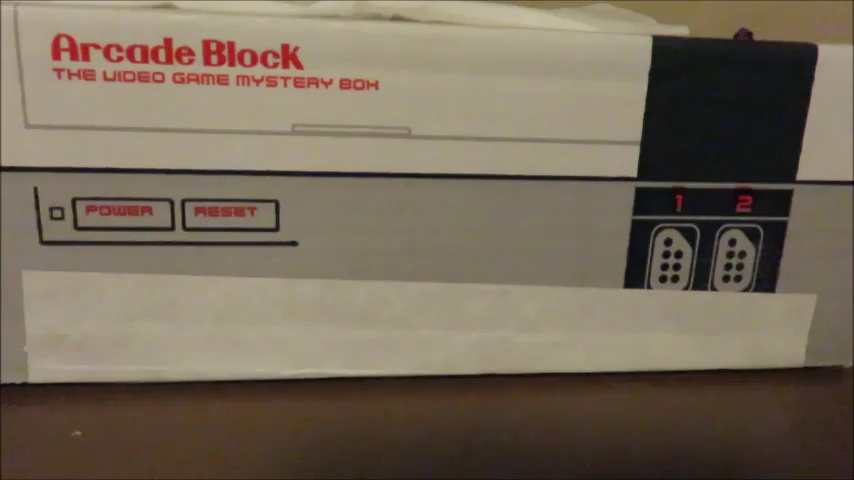 Arcade Block
THE VIDEO GAME MYSTERY BOX
POWER
RESET
1
2